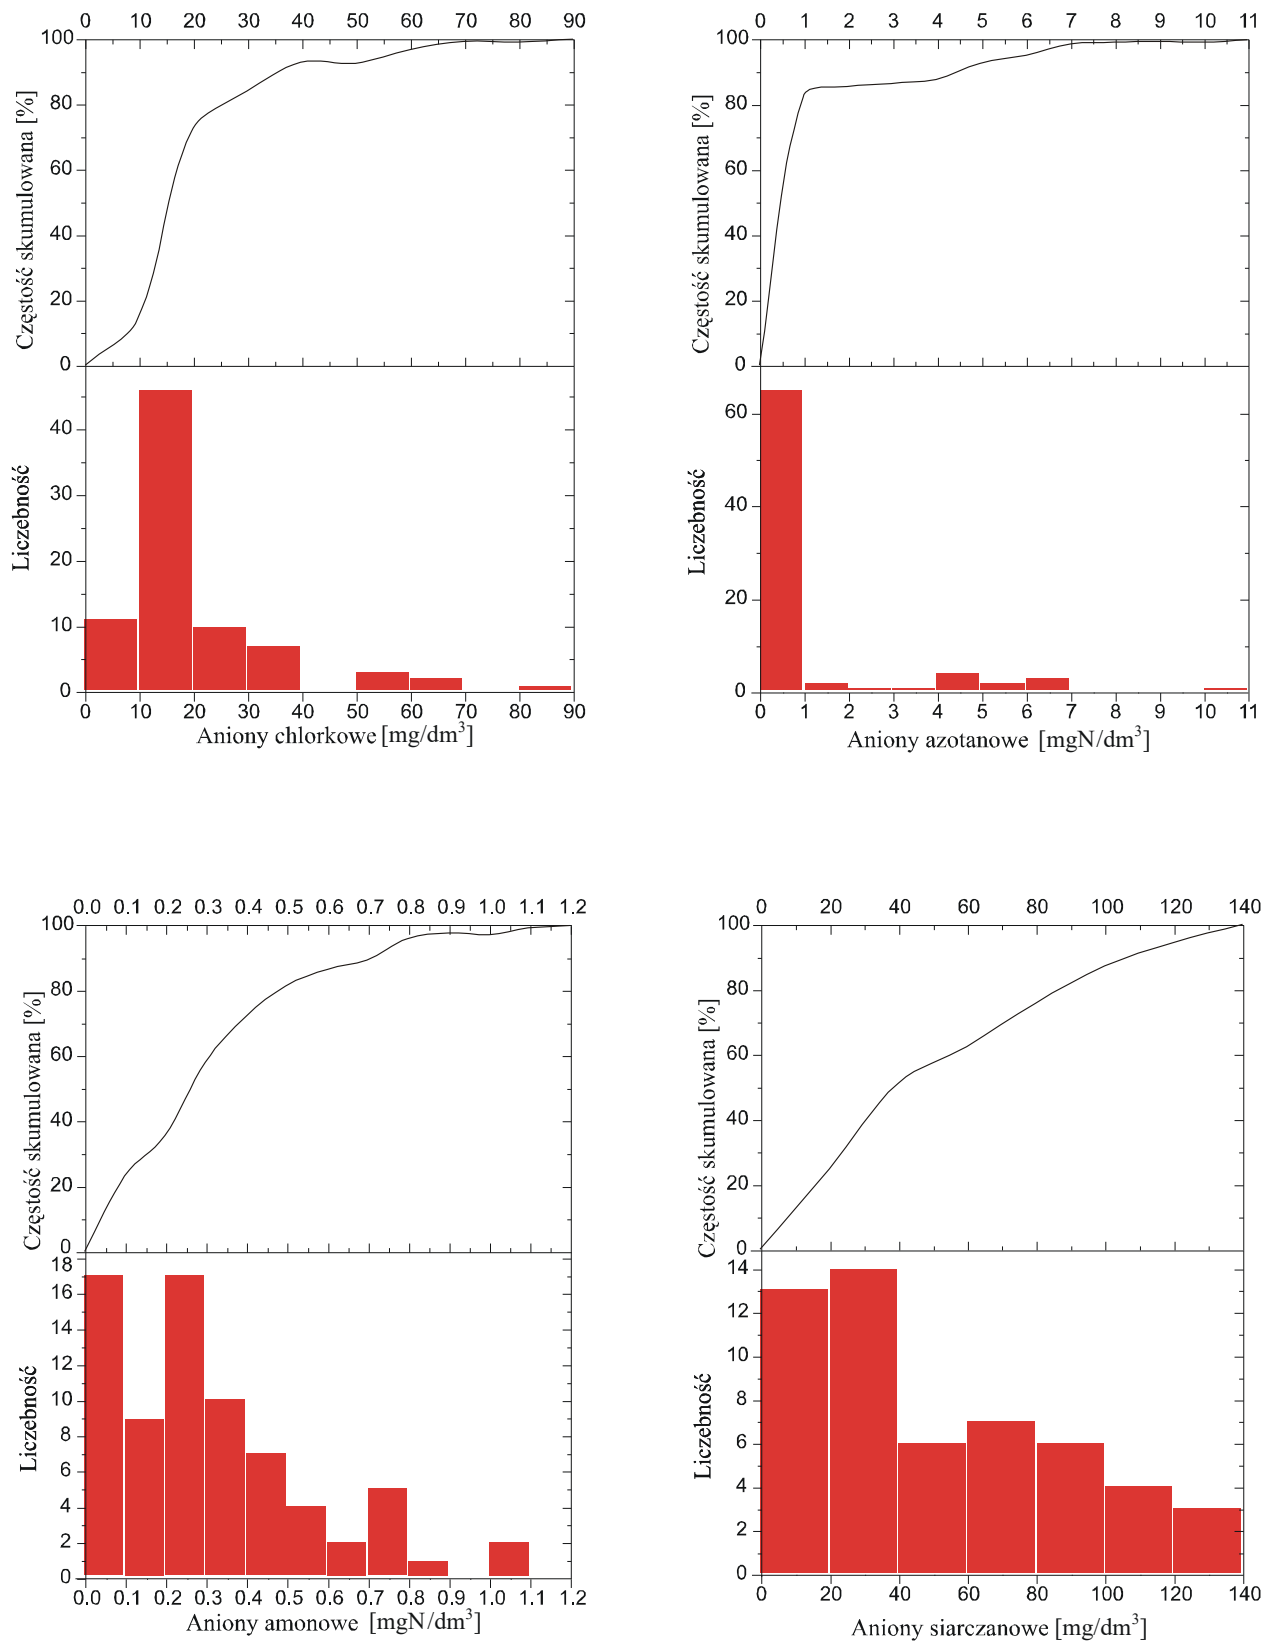 0 10 20 30 40 50 60 70 80 90
100
80
60
40
20
0
Częstość skumulowana [%]
40
30
20
10
0
Liczebność
0 10 20 30 40 50 60 70 80 90
Aniony chlorkowe [mg/dm³]
0 1 2 3 4 5 6 7 8 9 10 11
100
80
60
40
20
0
Częstość skumulowana [%]
60
40
20
0
Liczebność
0 1 2 3 4 5 6 7 8 9 10 11
Aniony azotanowe [mgN/dm³]
0.0 0.1 0.2 0.3 0.4 0.5 0.6 0.7 0.8 0.9 1.0 1.1 1.2
100
80
60
40
20
0
Częstość skumulowana [%]
18
16
14
12
10
8
6
4
2
0
Liczebność
0.0 0.1 0.2 0.3 0.4 0.5 0.6 0.7 0.8 0.9 1.0 1.1 1.2
Aniony amonowe [mgN/dm³]
0 20 40 60 80 100 120 140
100
80
60
40
20
0
Częstość skumulowana [%]
14
12
10
8
6
4
2
0
Liczebność
0 20 40 60 80 100 120 140
Aniony siarczanowe [mg/dm³]